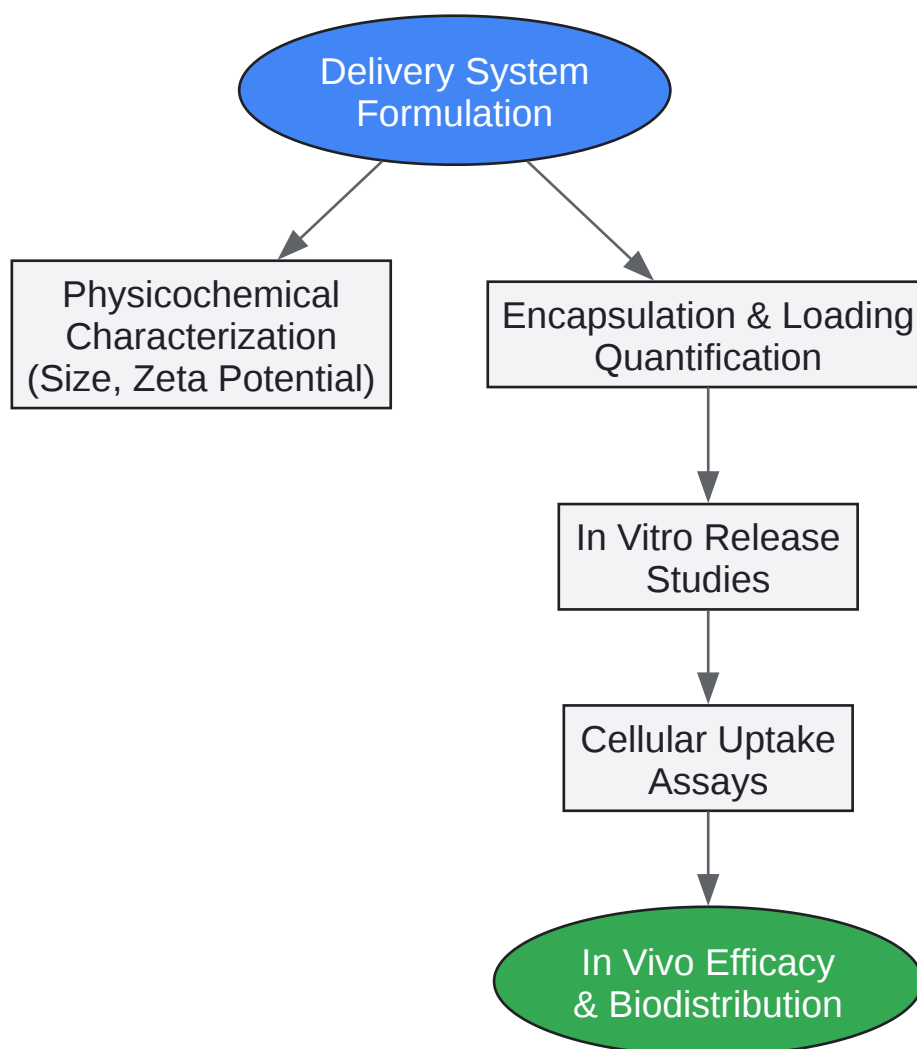 Delivery System
Formulation
Physicochemical
Characterization
(Size, Zeta Potential)
Encapsulation & Loading
Quantification
In Vitro Release
Studies
Cellular Uptake
Assays
In Vivo Efficacy
& Biodistribution